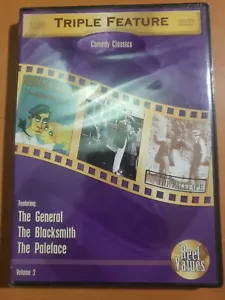 TRIPLE FEATURE
Comedy Classics
Featuring:
The General
The Blacksmith
The Paleface
Volume 2
Reel
Values